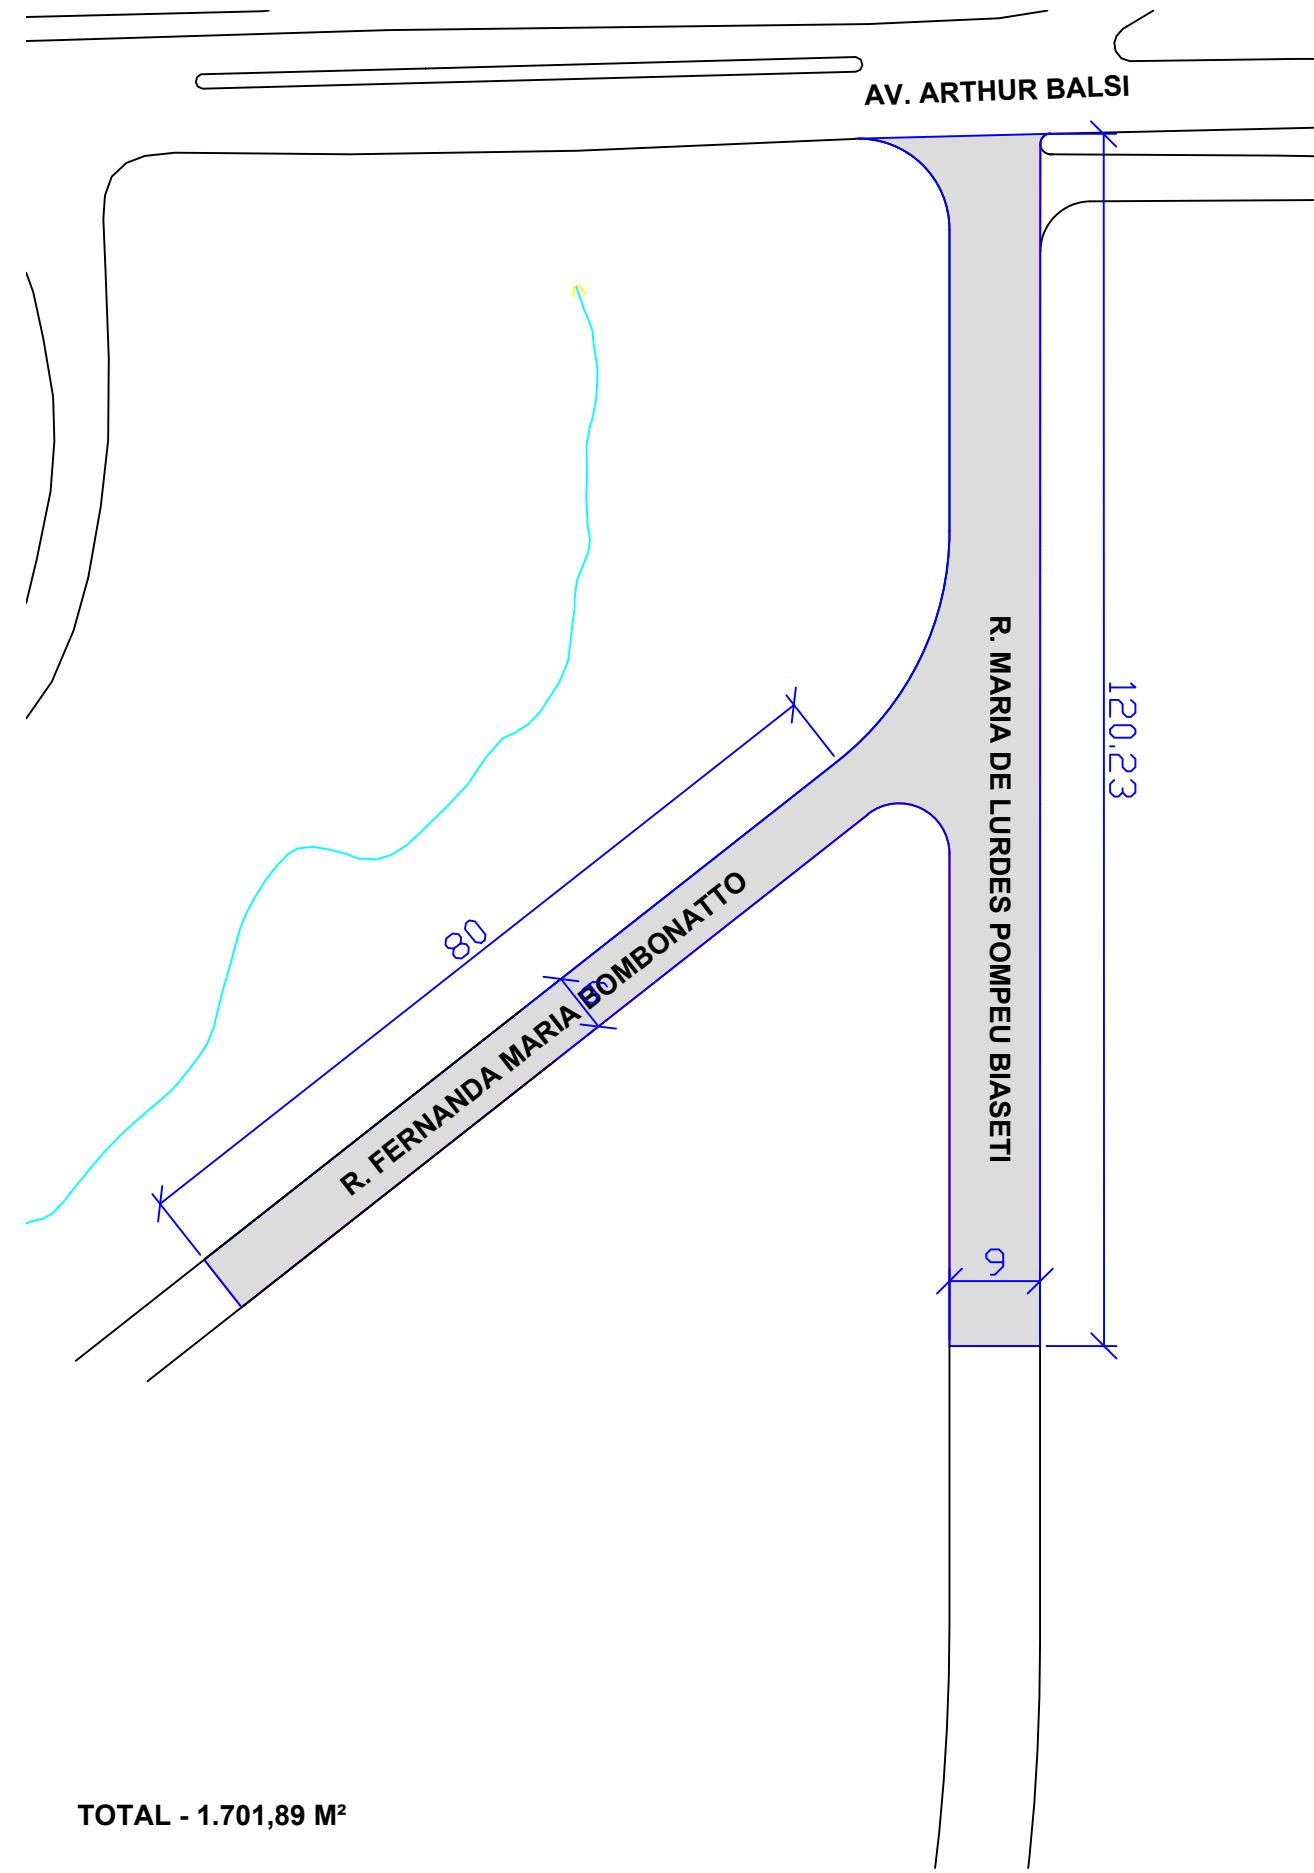 AV. ARTHUR BALSI
R. MARIA DE LURDES POMPEU BIASETI
120.23
80
R. FERNANDA MARIA BOMBONATTO
9
TOTAL - 1.701,89 M²